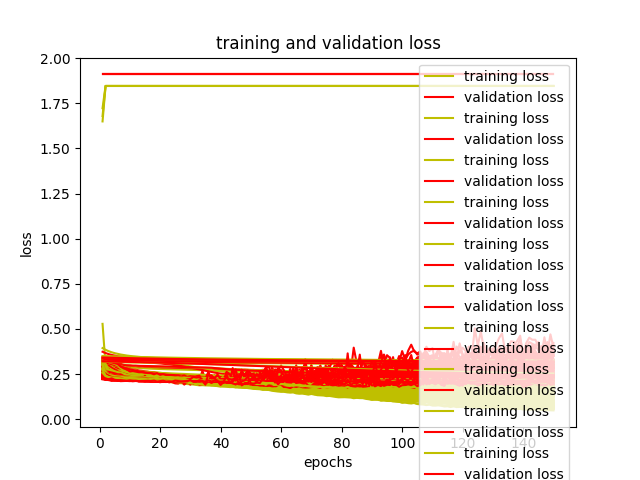 training and validation loss
2.00
1.75
1.50
1.25
1.00
0.75
0.50
0.25
0.00
loss
0
20
40
60
80
100
120
140
epochs
training loss
validation loss
training loss
validation loss
training loss
validation loss
training loss
validation loss
training loss
validation loss
training loss
validation loss
training loss
validation loss
training loss
validation loss
training loss
validation loss
training loss
validation loss